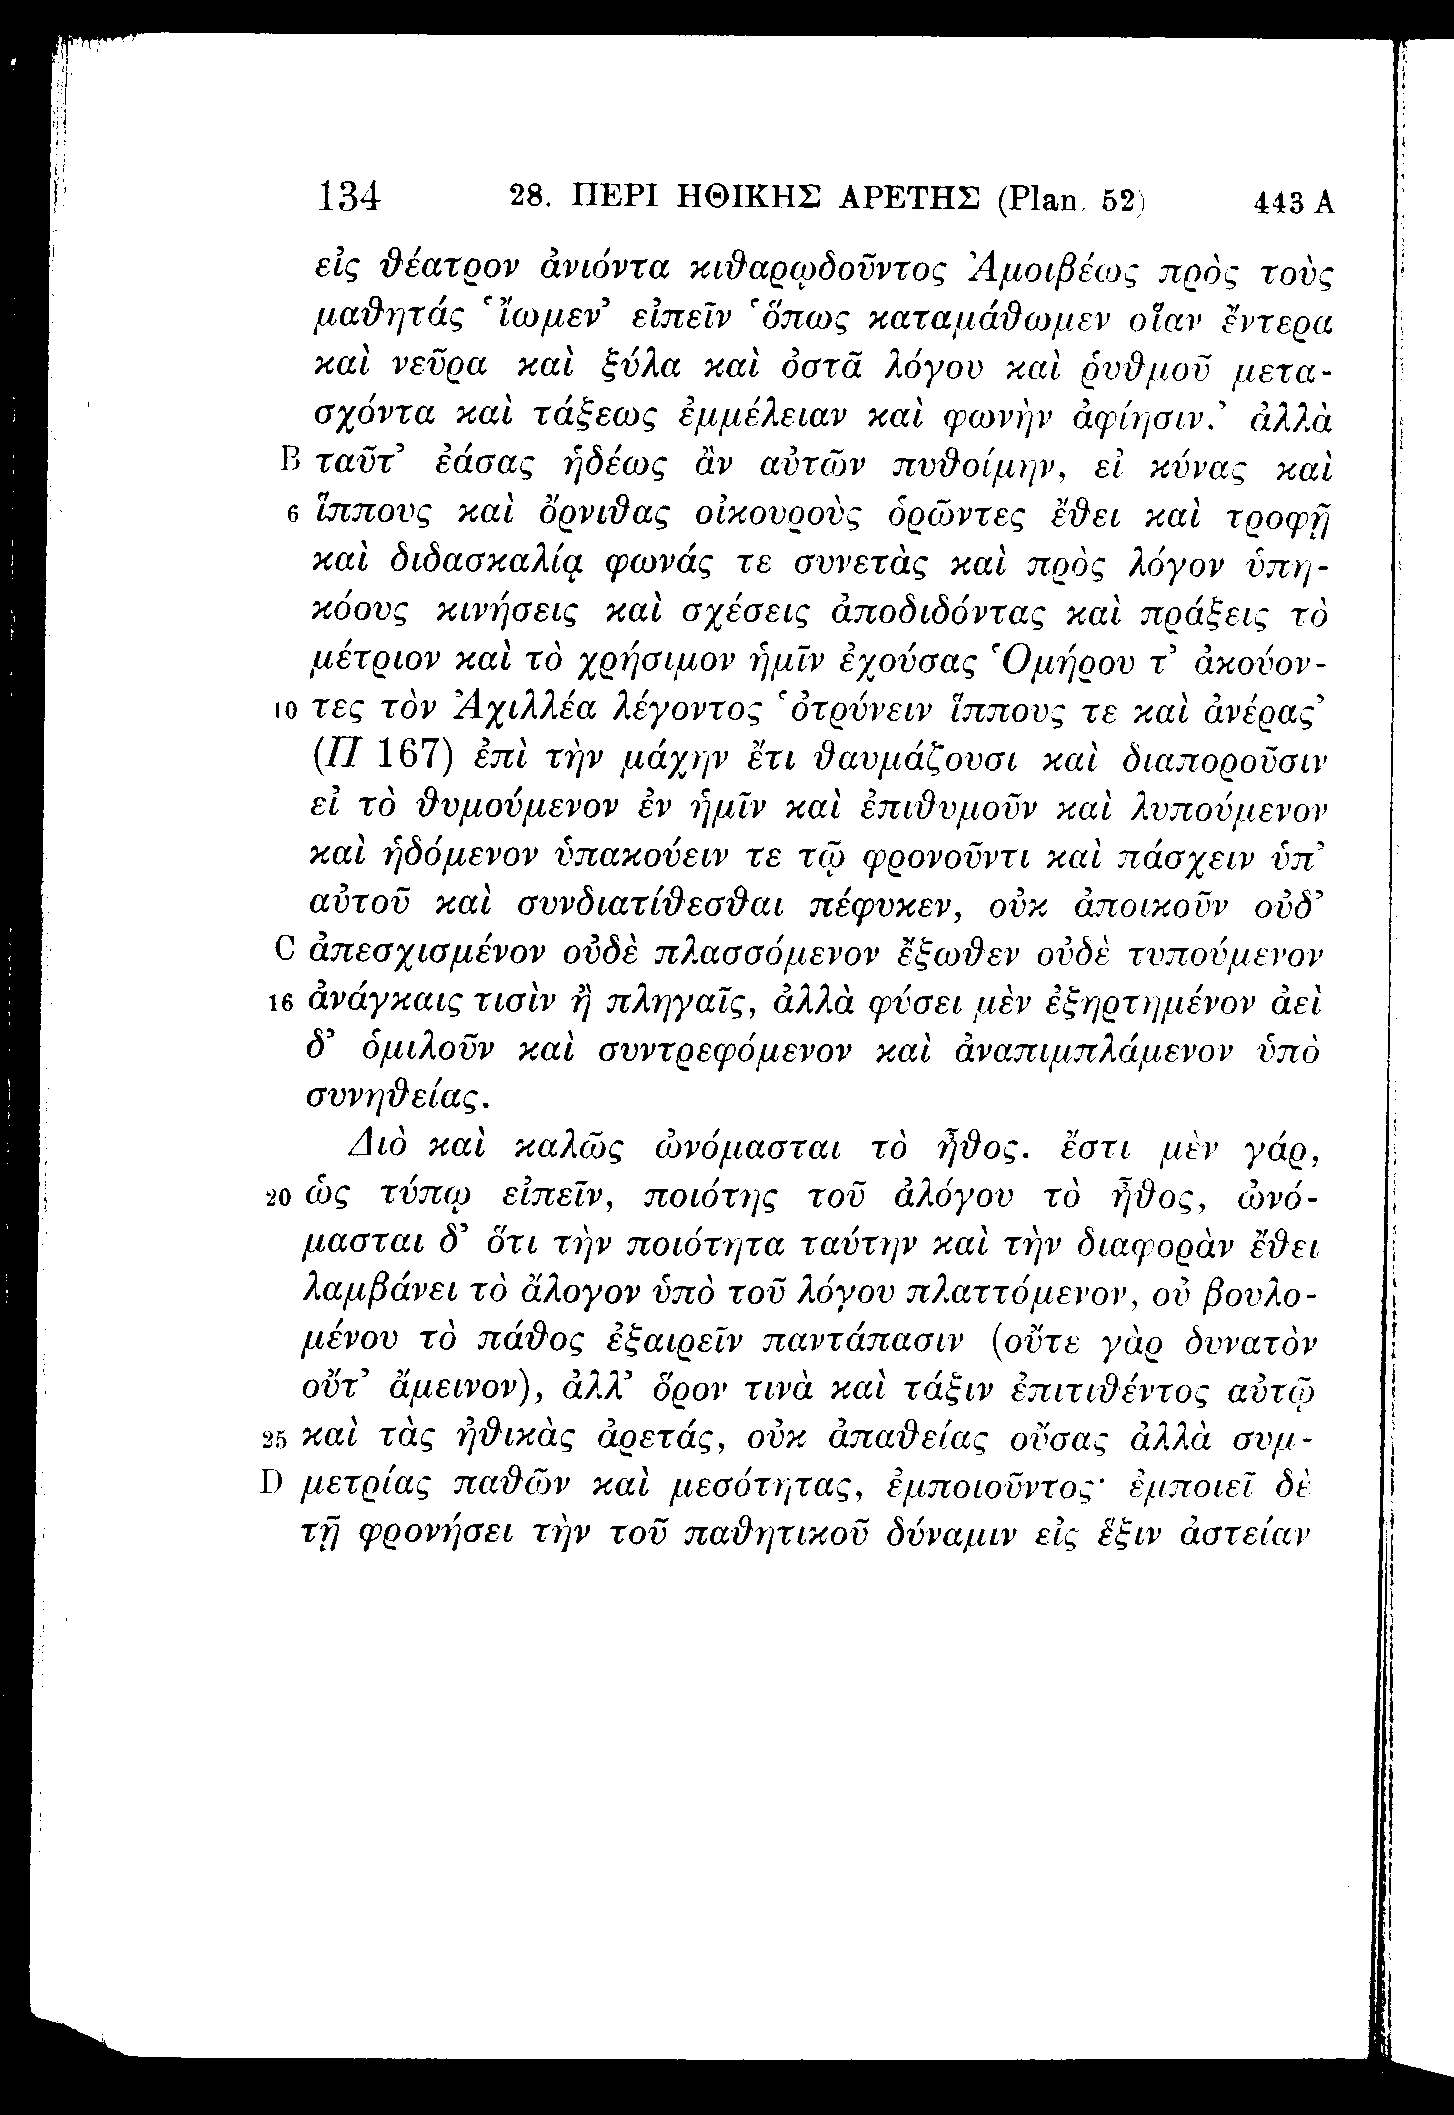 134 28. ΠΕΡΙ ΗΘΙΚΗΣ ΑΡΕΤΗΣ (Plan. 52) 443 A
εἰς θέατρον ἀνιόντα κιθαρῳδοῦντος Ἀμοιβέως πρὸς τοὺς
μαθητάς ‘ἴωμεν’ εἰπεῖν ‘ὅπως καταμάθωμεν οἵαν ἔντερα
καὶ νεῦρα καὶ ξύλα καὶ ὀστᾶ λόγου καὶ ῥυθμοῦ μετα-
σχόντα καὶ τάξεως ἐμμέλειαν καὶ φωνὴν ἀφίησιν.’ ἀλλὰ
B ταῦτ’ ἐάσας ἡδέως ἂν αὐτῶν πυθοίμην, εἰ κύνας καὶ
6 ἵππους καὶ ὄρνιθας οἰκουροὺς ὁρῶντες ἔθει καὶ τροφῇ
καὶ διδασκαλίᾳ φωνάς τε συνετὰς καὶ πρὸς λόγον ὑπη-
κόους κινήσεις καὶ σχέσεις ἀποδιδόντας καὶ πράξεις τὸ
μέτριον καὶ τὸ χρήσιμον ἡμῖν ἐχούσας Ὁμήρου τ’ ἀκούον-
10 τες τὸν Ἀχιλλέα λέγοντος ‘ὀτρύνειν ἵππους τε καὶ ἀνέρας’
(Π 167) ἐπὶ τὴν μάχην ἔτι θαυμάζουσι καὶ διαποροῦσιν
εἰ τὸ θυμούμενον ἐν ἡμῖν καὶ ἐπιθυμοῦν καὶ λυπούμενον
καὶ ἡδόμενον ὑπακούειν τε τῷ φρονοῦντι καὶ πάσχειν ὑπ’
αὐτοῦ καὶ συνδιατίθεσθαι πέφυκεν, οὐκ ἀποικοῦν οὐδ’
C ἀπεσχισμένον οὐδὲ πλασσόμενον ἔξωθεν οὐδὲ τυπούμενον
16 ἀνάγκαις τισὶν ἢ πληγαῖς, ἀλλὰ φύσει μὲν ἐξηρτημένον ἀεὶ
δ’ ὁμιλοῦν καὶ συντρεφόμενον καὶ ἀναπιμπλάμενον ὑπὸ
συνηθείας.
Διὸ καὶ καλῶς ὠνόμασται τὸ ἦθος. ἔστι μὲν γάρ,
20 ὡς τύπῳ εἰπεῖν, ποιότης τοῦ ἀλόγου τὸ ἦθος, ὠνό-
μασται δ’ ὅτι τὴν ποιότητα ταύτην καὶ τὴν διαφορὰν ἔθει
λαμβάνει τὸ ἄλογον ὑπὸ τοῦ λόγου πλαττόμενον, οὐ βουλο-
μένου τὸ πάθος ἐξαιρεῖν παντάπασιν (οὔτε γὰρ δυνατὸν
οὔτ’ ἄμεινον), ἀλλ’ ὅρον τινὰ καὶ τάξιν ἐπιτιθέντος αὐτῷ
25 καὶ τὰς ἠθικὰς ἀρετάς, οὐκ ἀπαθείας οὔσας ἀλλὰ συμ-
D μετρίας παθῶν καὶ μεσότητας, ἐμποιοῦντος· ἐμποιεῖ δὲ
τῇ φρονήσει τὴν τοῦ παθητικοῦ δύναμιν εἰς ἕξιν ἀστείαν